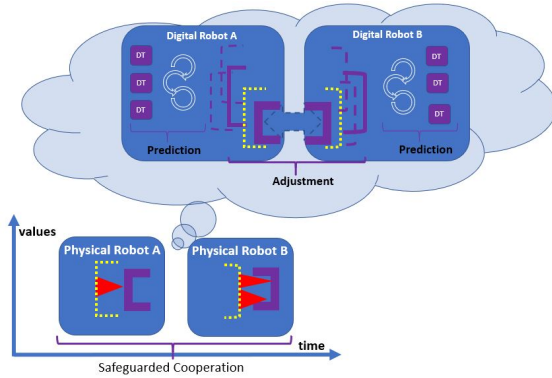 Digital Robot A
Digital Robot B
DT
DT
DT
DT
DT
DT
Prediction
Prediction
Adjustment
values
Physical Robot A
Physical Robot B
time
Safeguarded Cooperation